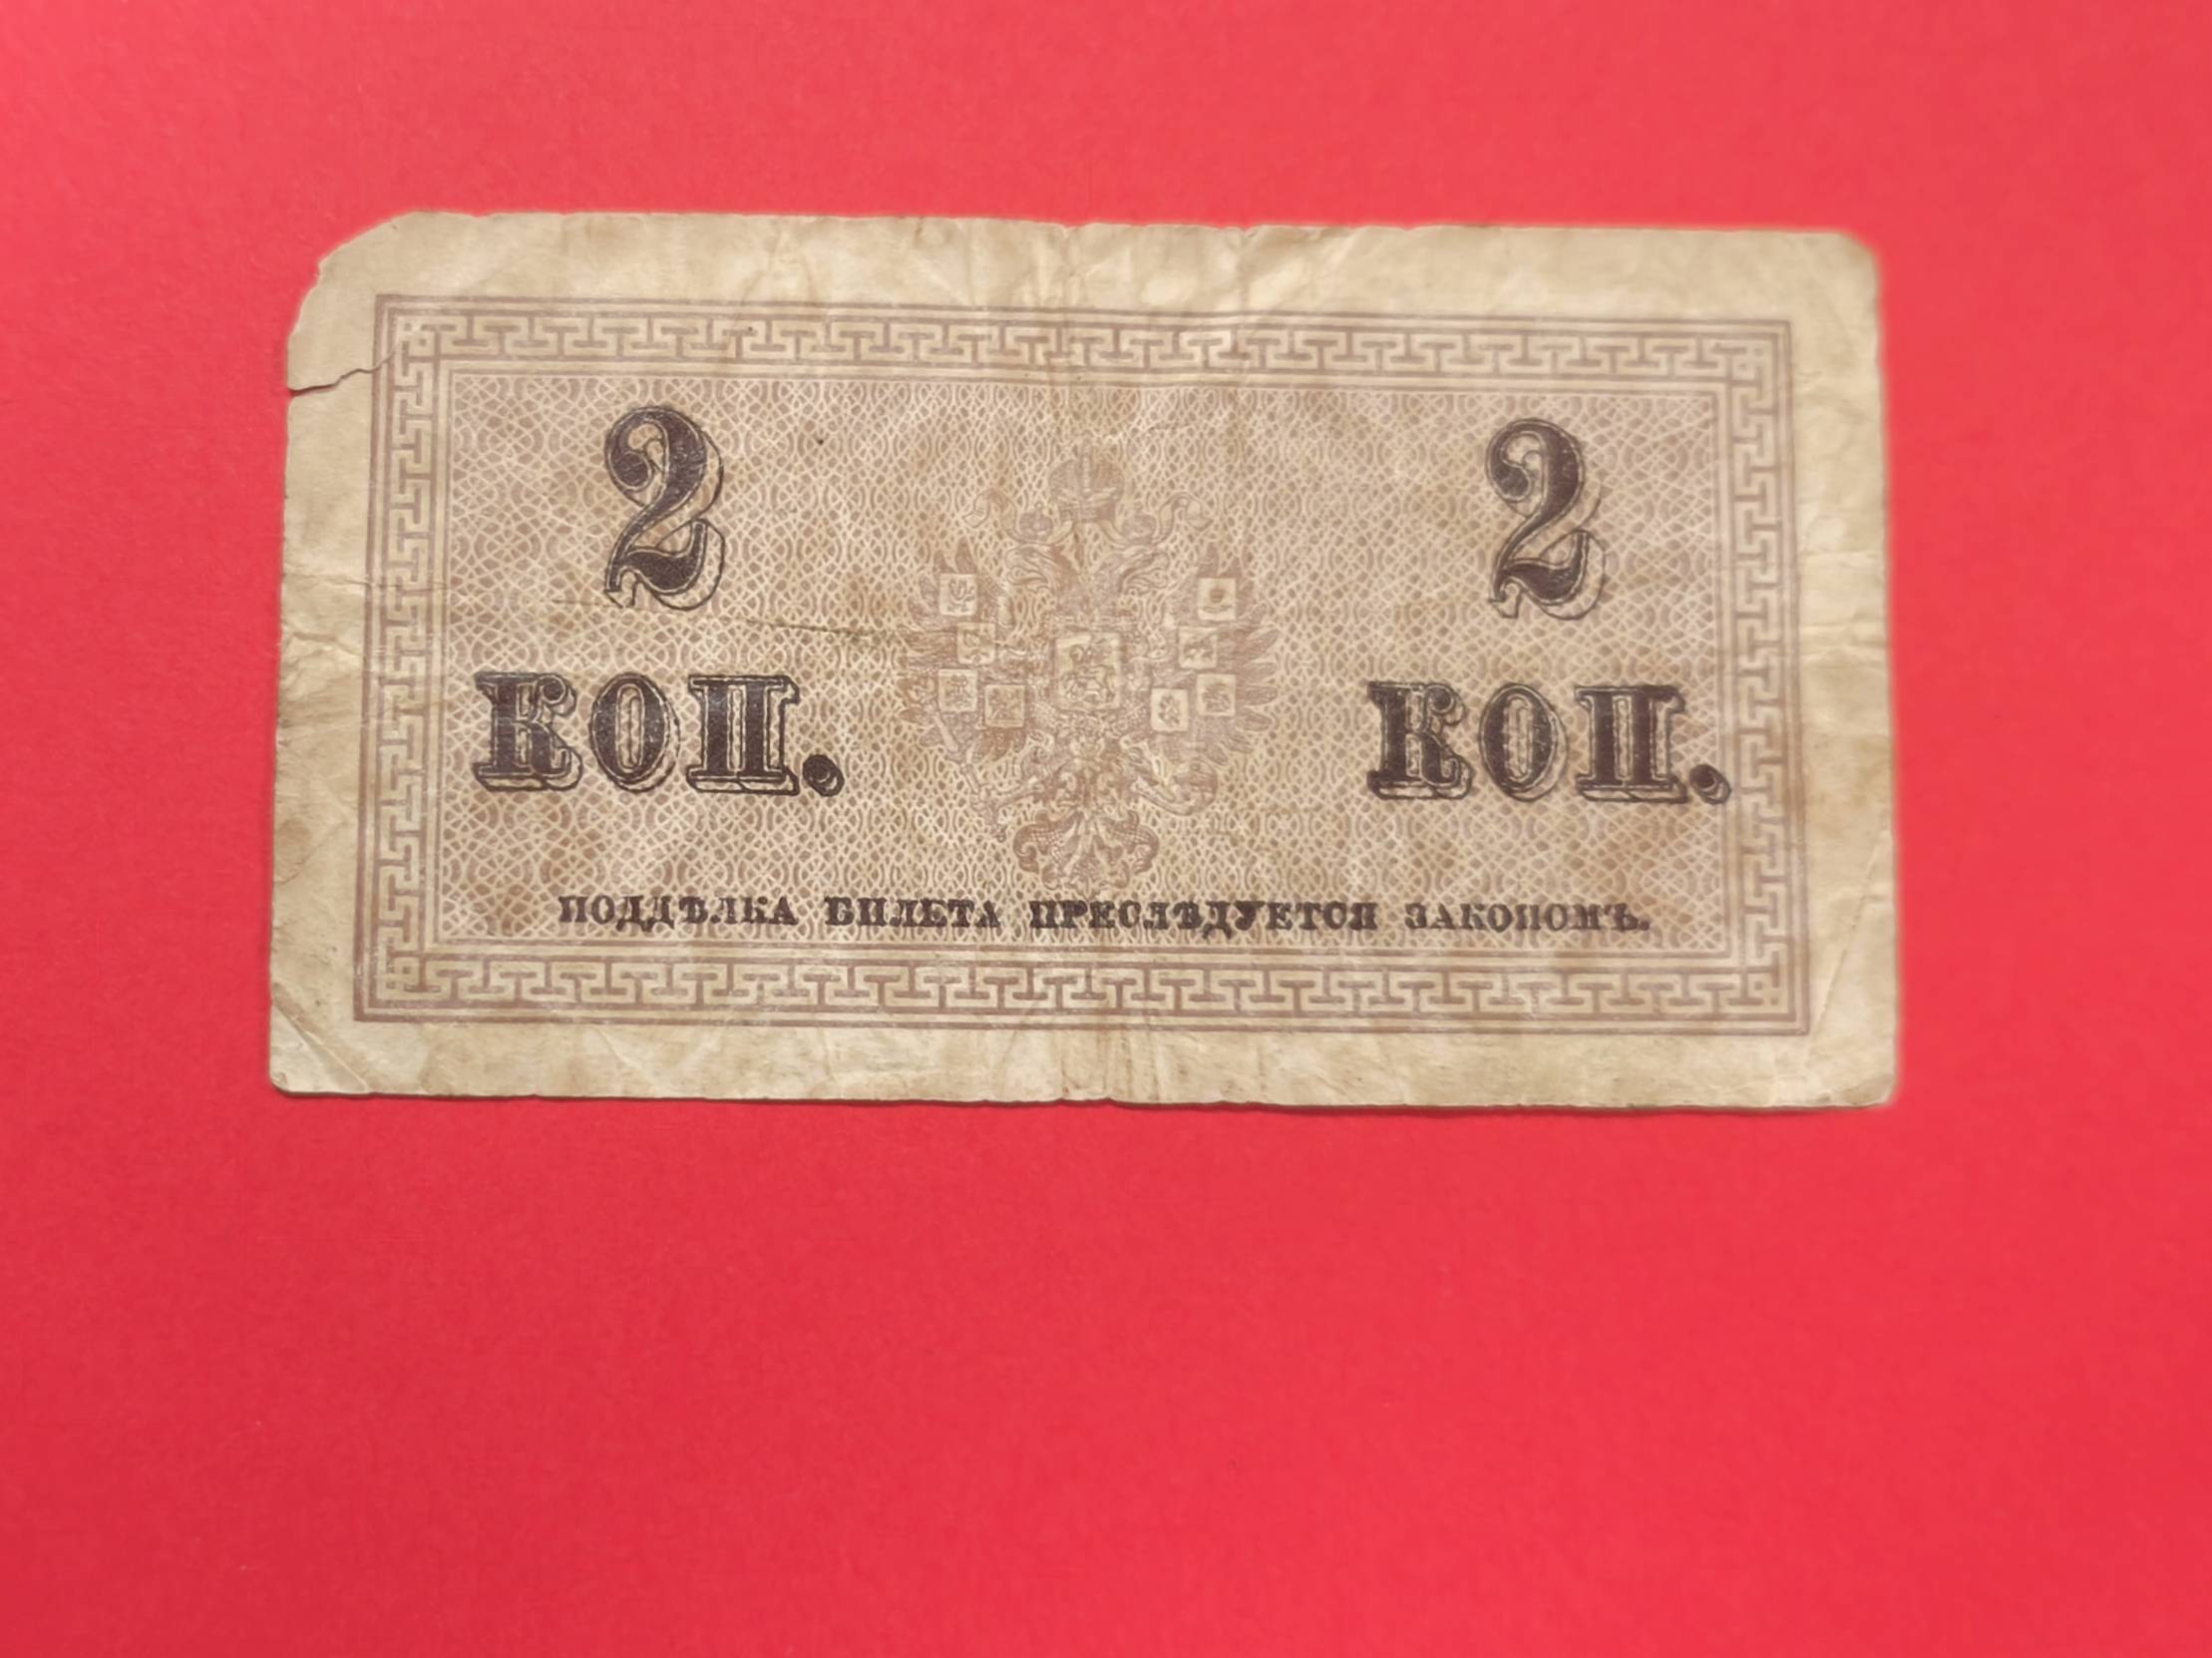 2 2
КОП. КОП.
ПОДДѢЛКА БИЛЕТА ПРЕСЛѢДУЕТСЯ ЗАКОНОМЪ.